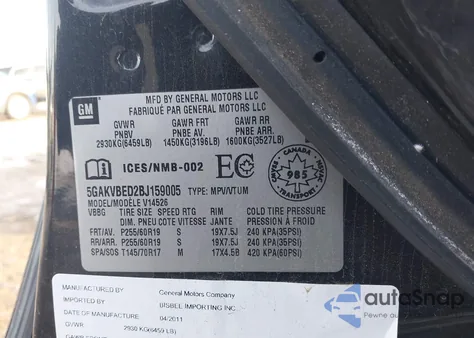 GM
MFD BY GENERAL MOTORS LLC
FABRIQUÉ PAR GENERAL MOTORS LLC
GVWR GAWR FRT GAWR RR
PNBV PNBE AV. PNBE ARR.
2930KG(6459LB) 1450KG(3196LB) 1600KG(3527LB)
ICES/NMB-002
985
5GAKVBED2BJ159005 TYPE: MPV/VTUM
MODEL/MODÈLE V14526
VBBG TIRE SIZE SPEED RTG RIM COLD TIRE PRESSURE
DIM. PNEU COTE VITESSE JANTE PRESSION À FROID
FRT/AV. P255/60R19 S 19X7.5J 240 KPA(35PSI)
RR/ARR. P255/60R19 S 19X7.5J 240 KPA(35PSI)
SPA/SOS T145/70R17 M 17X4.5B 420 KPA(60PSI)
MANUFACTURED BY General Motors Company
IMPORTED BY BISBEE IMPORTING INC.
DATE OF MANUFACTURE 04/2011
GVWR 2930 KG(6459 LB)
autoSnap